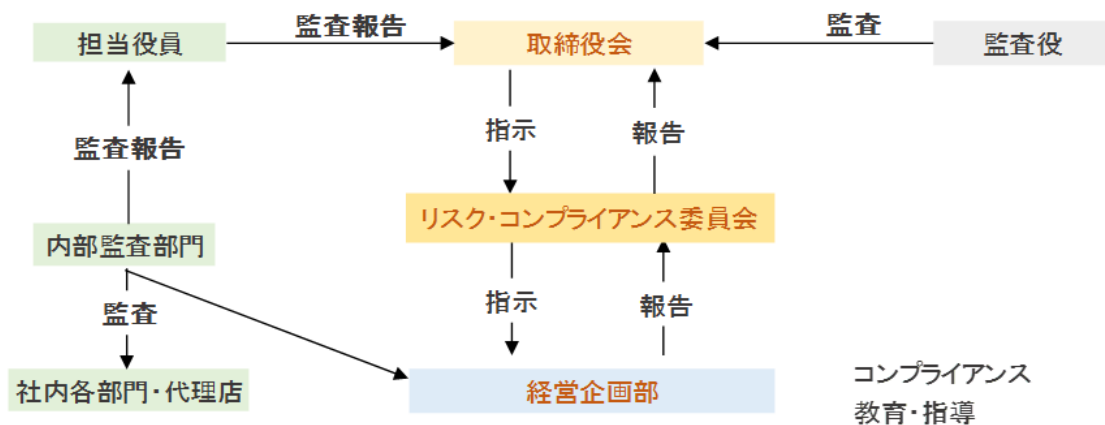 監査報告
監査
担当役員
取締役会
監査役
指示
報告
監査報告
リスク・コンプライアンス委員会
内部監査部門
監査
指示
報告
社内各部門・代理店
経営企画部
コンプライアンス
教育・指導